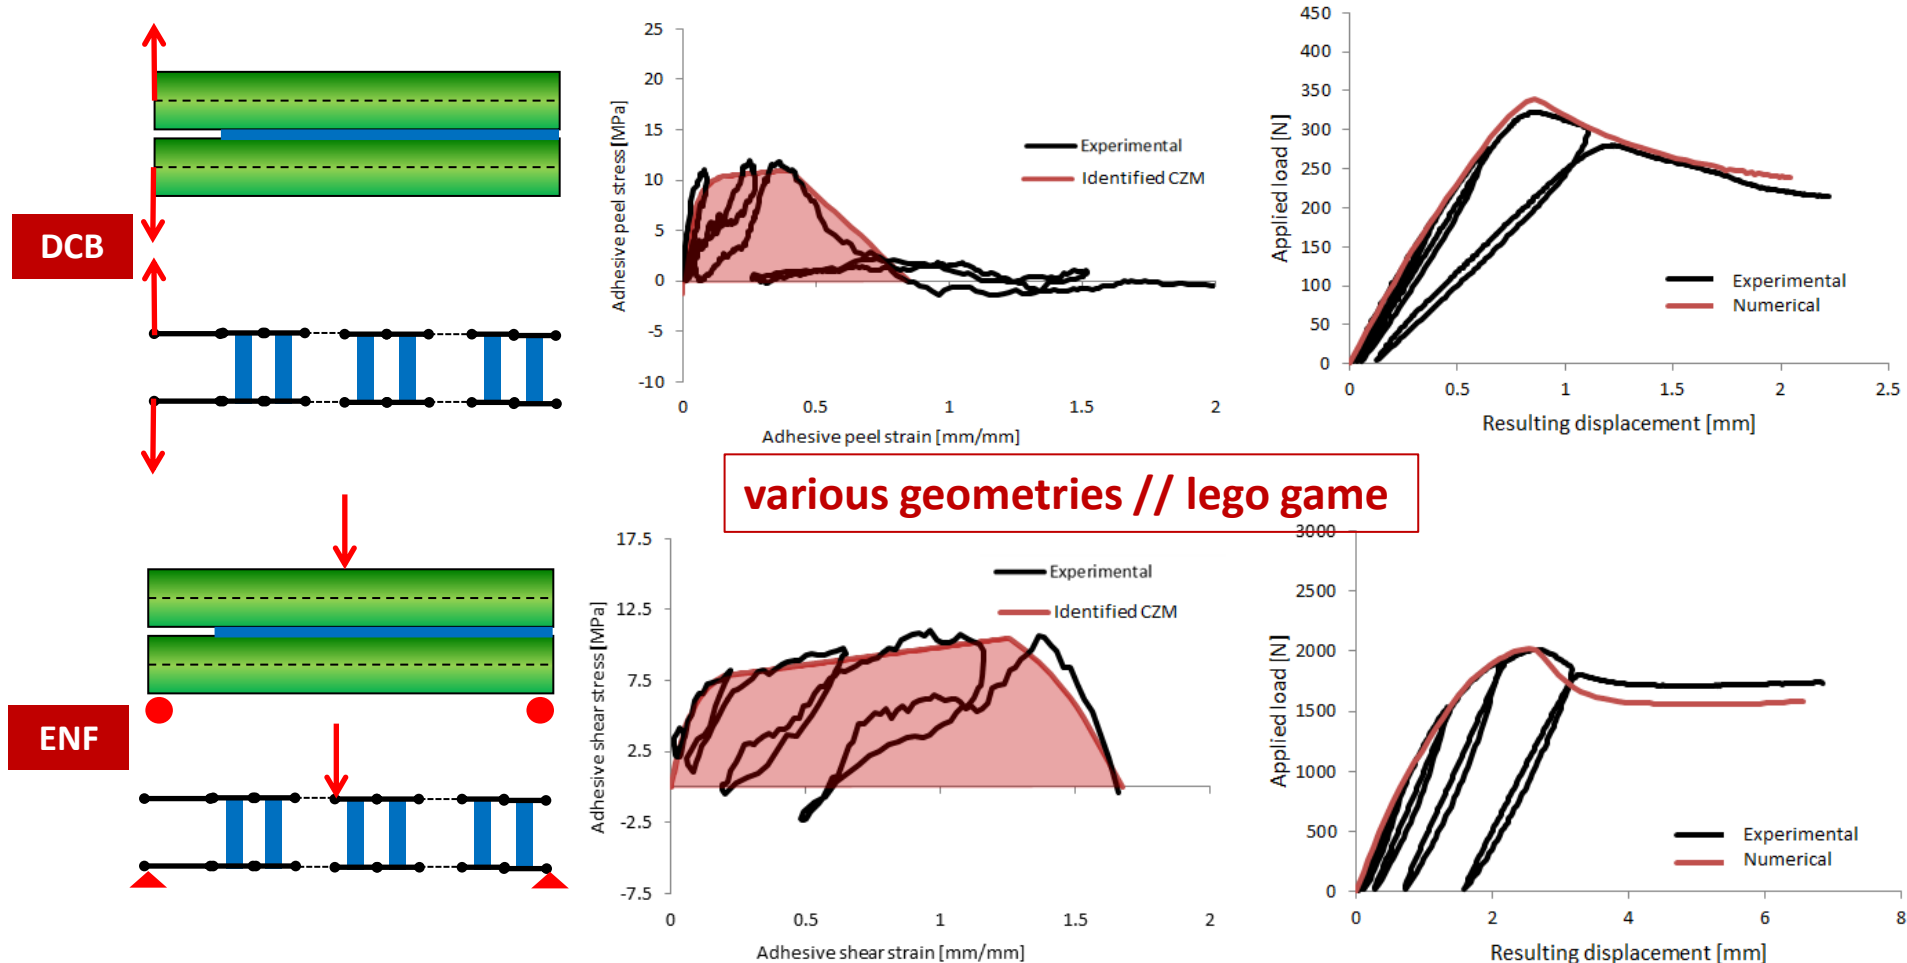 DCB
25
20
15
10
5
0
-5
-10
0
0.5
1
1.5
2
Adhesive peel stress [MPa]
Adhesive peel strain [mm/mm]
Experimental
Identified CZM
450
400
350
300
250
200
150
100
50
0
0
0.5
1
1.5
2
2.5
Applied load [N]
Resulting displacement [mm]
Experimental
Numerical
various geometries // lego game
ENF
17.5
12.5
7.5
2.5
-2.5
-7.5
0
0.5
1
1.5
2
Adhesive shear stress [MPa]
Adhesive shear strain [mm/mm]
Experimental
Identified CZM
3000
2500
2000
1500
1000
500
0
0
2
4
6
8
Applied load [N]
Resulting displacement [mm]
Experimental
Numerical